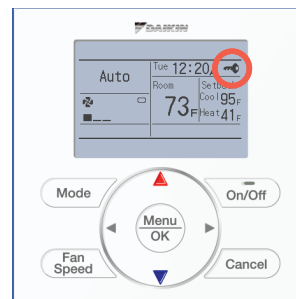 DAIKIN
Auto
Tue 12:20
Room
Setback
Cool 95F
73F
Heat 41F
Mode
On/Off
Menu
OK
Fan
Speed
Cancel